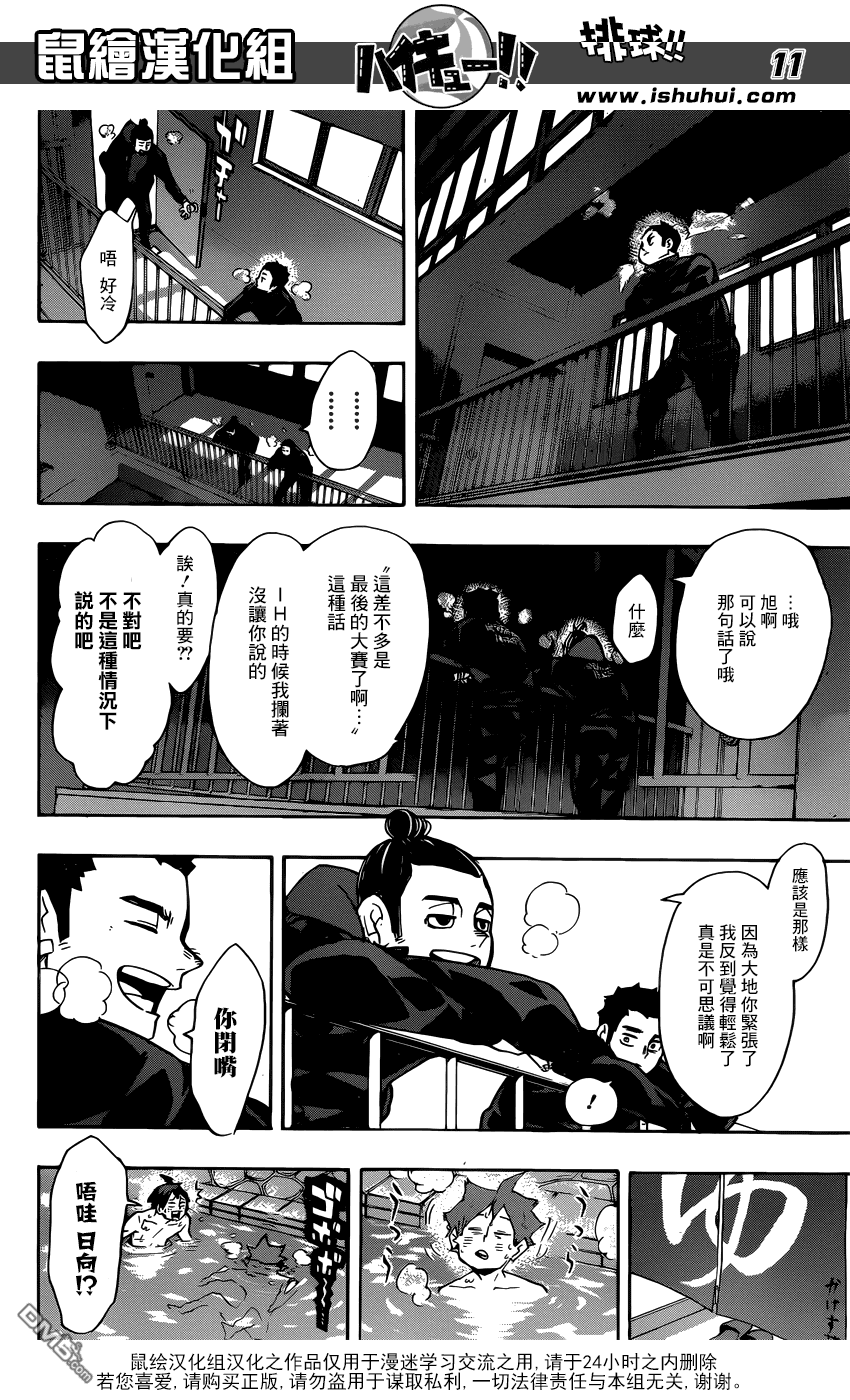 鼠繪漢化組
ハイキュー!!
排球!!
11
www.ishuhui.com
ガチャー
唔
好冷
……
……
…哦
旭啊
可以說
那句話了哦
什麼
〝這差不多是
最後的大賽了啊…〞
這種話
IH的時候我攔著
沒讓你說的
誒！真的要??
不對吧
不是這種情況下
說的吧
應該是那樣
因為大地你緊張了
我反到覺得輕鬆了
真是不可思議啊
！
你閉嘴
ゆ
唔哇 日向!?
DMBJ
鼠绘汉化组汉化之作品仅用于漫迷学习交流之用, 请于24小时之内删除
若您喜爱, 请购买正版, 请勿盗用于谋取私利, 一切法律责任与本组无关, 谢谢。